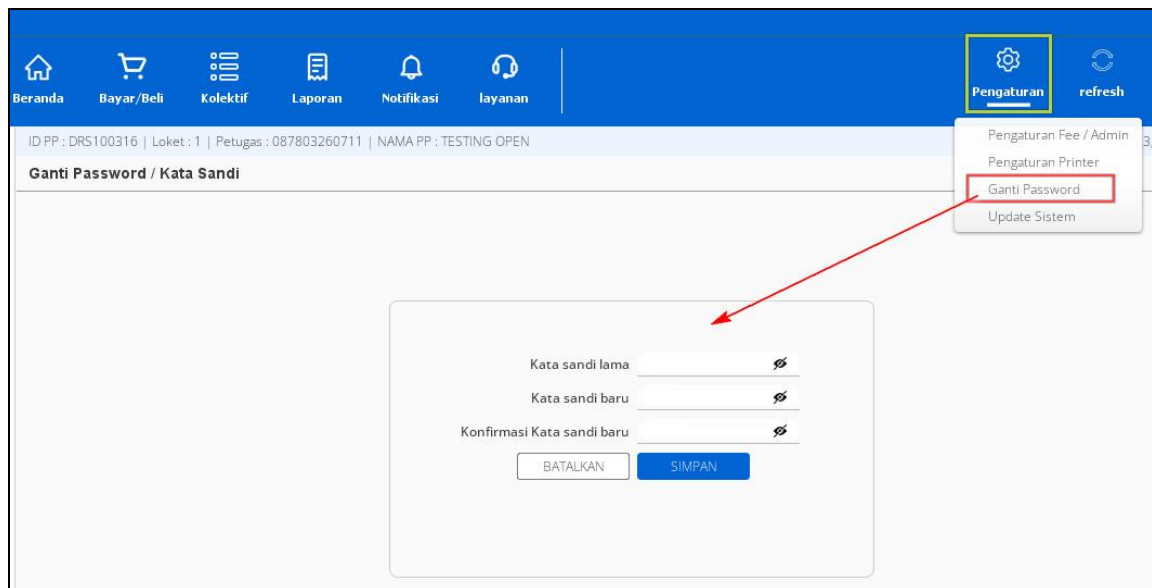 Beranda Bayar/Beli Kolektif Laporan Notifikasi layanan Pengaturan refresh
ID PP : DRS100316 | Loket : 1 | Petugas : 087803260711 | NAMA PP : TESTING OPEN
Pengaturan Fee / Admin
Pengaturan Printer
Ganti Password
Update Sistem
Ganti Password / Kata Sandi
Kata sandi lama
Kata sandi baru
Konfirmasi Kata sandi baru
BATALKAN SIMPAN